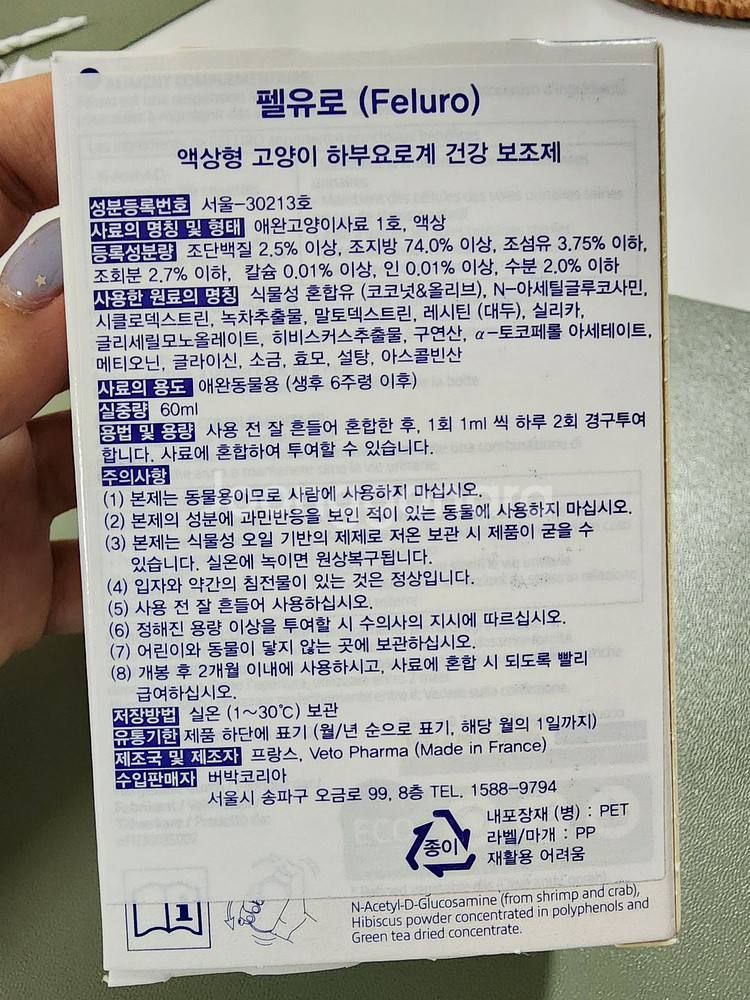 펠유로 (Feluro)
액상형 고양이 하부요로계 건강 보조제
성분등록번호 서울-30213호
사료의 명칭 및 형태 애완고양이사료 1호, 액상
등록성분량 조단백질 2.5% 이상, 조지방 74.0% 이상, 조섬유 3.75% 이하,
조회분 2.7% 이하, 칼슘 0.01% 이상, 인 0.01% 이상, 수분 2.0% 이하
사용한 원료의 명칭 식물성 혼합유 (코코넛&올리브), N-아세틸글루코사민,
시클로덱스트린, 녹차추출물, 말토덱스트린, 레시틴 (대두), 실리카,
글리세릴모노올레이트, 히비스커스추출물, 구연산, α-토코페롤 아세테이트,
메티오닌, 글라이신, 소금, 효모, 설탕, 아스콜빈산
사료의 용도 애완동물용 (생후 6주령 이후)
실중량 60ml
용법 및 용량 사용 전 잘 흔들어 혼합한 후, 1회 1ml 씩 하루 2회 경구투여
합니다. 사료에 혼합하여 투여할 수 있습니다.
주의사항
(1) 본제는 동물용이므로 사람에 사용하지 마십시오.
(2) 본제의 성분에 과민반응을 보인 적이 있는 동물에 사용하지 마십시오.
(3) 본제는 식물성 오일 기반의 제제로 저온 보관 시 제품이 굳을 수
있습니다. 실온에 녹이면 원상복구됩니다.
(4) 입자와 약간의 침전물이 있는 것은 정상입니다.
(5) 사용 전 잘 흔들어 사용하십시오.
(6) 정해진 용량 이상을 투여할 시 수의사의 지시에 따르십시오.
(7) 어린이와 동물이 닿지 않는 곳에 보관하십시오.
(8) 개봉 후 2개월 이내에 사용하시고, 사료에 혼합 시 되도록 빨리
급여하십시오.
저장방법 실온 (1~30℃) 보관
유통기한 제품 하단에 표기 (월/년 순으로 표기, 해당 월의 1일까지)
제조국 및 제조자 프랑스, Veto Pharma (Made in France)
수입판매자 버박코리아
서울시 송파구 오금로 99, 8층 TEL. 1588-9794
종이
내포장재 (병) : PET
라벨/마개 : PP
재활용 어려움
N-Acetyl-D-Glucosamine (from shrimp and crab),
Hibiscus powder concentrated in polyphenols and
Green tea dried concentrate.